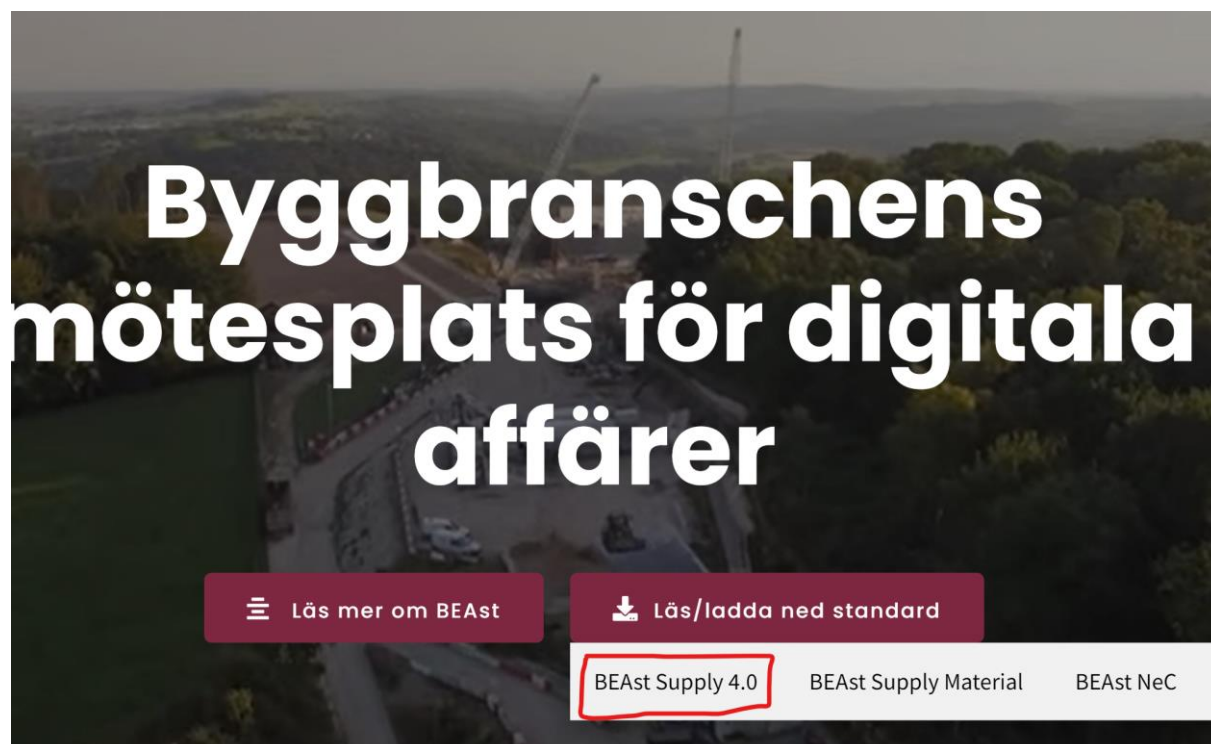 Byggbranschens
mötesplats för digitala
affärer
Läs mer om BEAst
Läs/ladda ned standard
BEAst Supply 4.0 BEAst Supply Material BEAst NeC